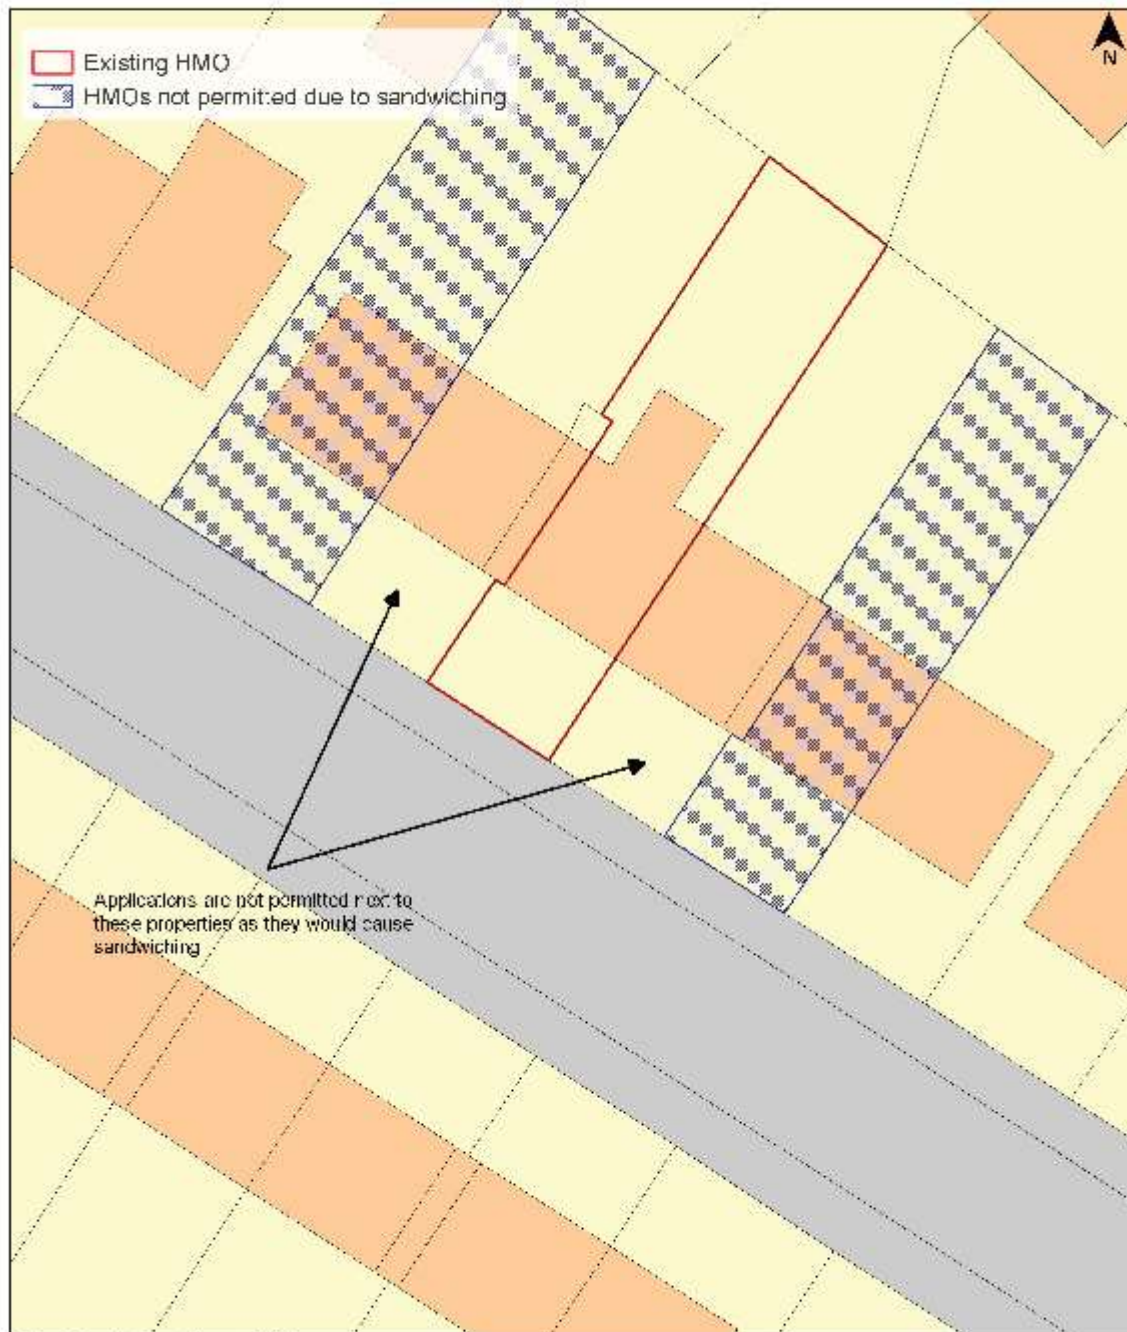 Existing HMO
HMOs not permitted due to sandwiching
N
Applications are not permitted next to
these properties as they would cause
sandwiching